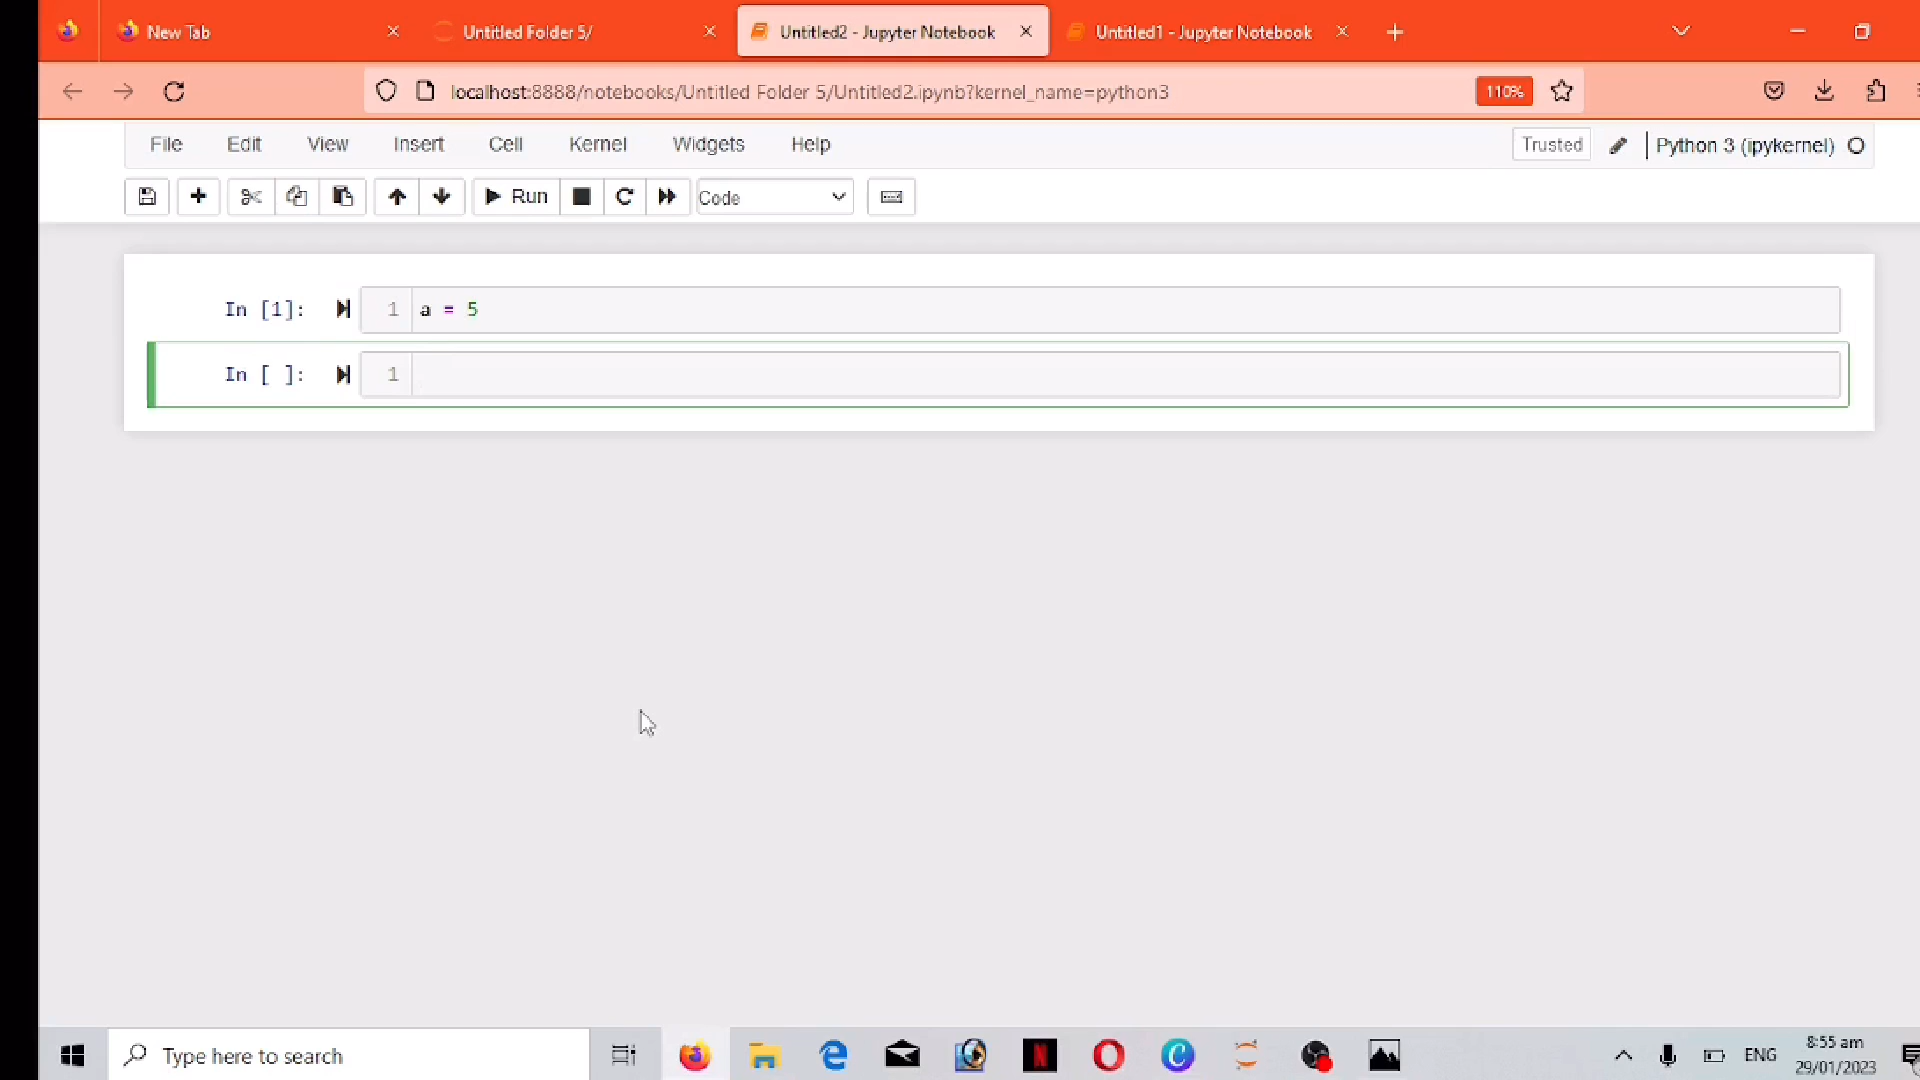 New Tab
Untitled Folder 5/
Untitled2 - Jupyter Notebook
Untitled1 - Jupyter Notebook
localhost:8888/notebooks/Untitled Folder 5/Untitled2.ipynb?kernel_name=python3
110%
File Edit View Insert Cell Kernel Widgets Help
Trusted
Python 3 (ipykernel)
Run
Code
In [1]: 1 a = 5
In [ ]: 1
Type here to search
N
ENG
8:55 am
29/01/2023